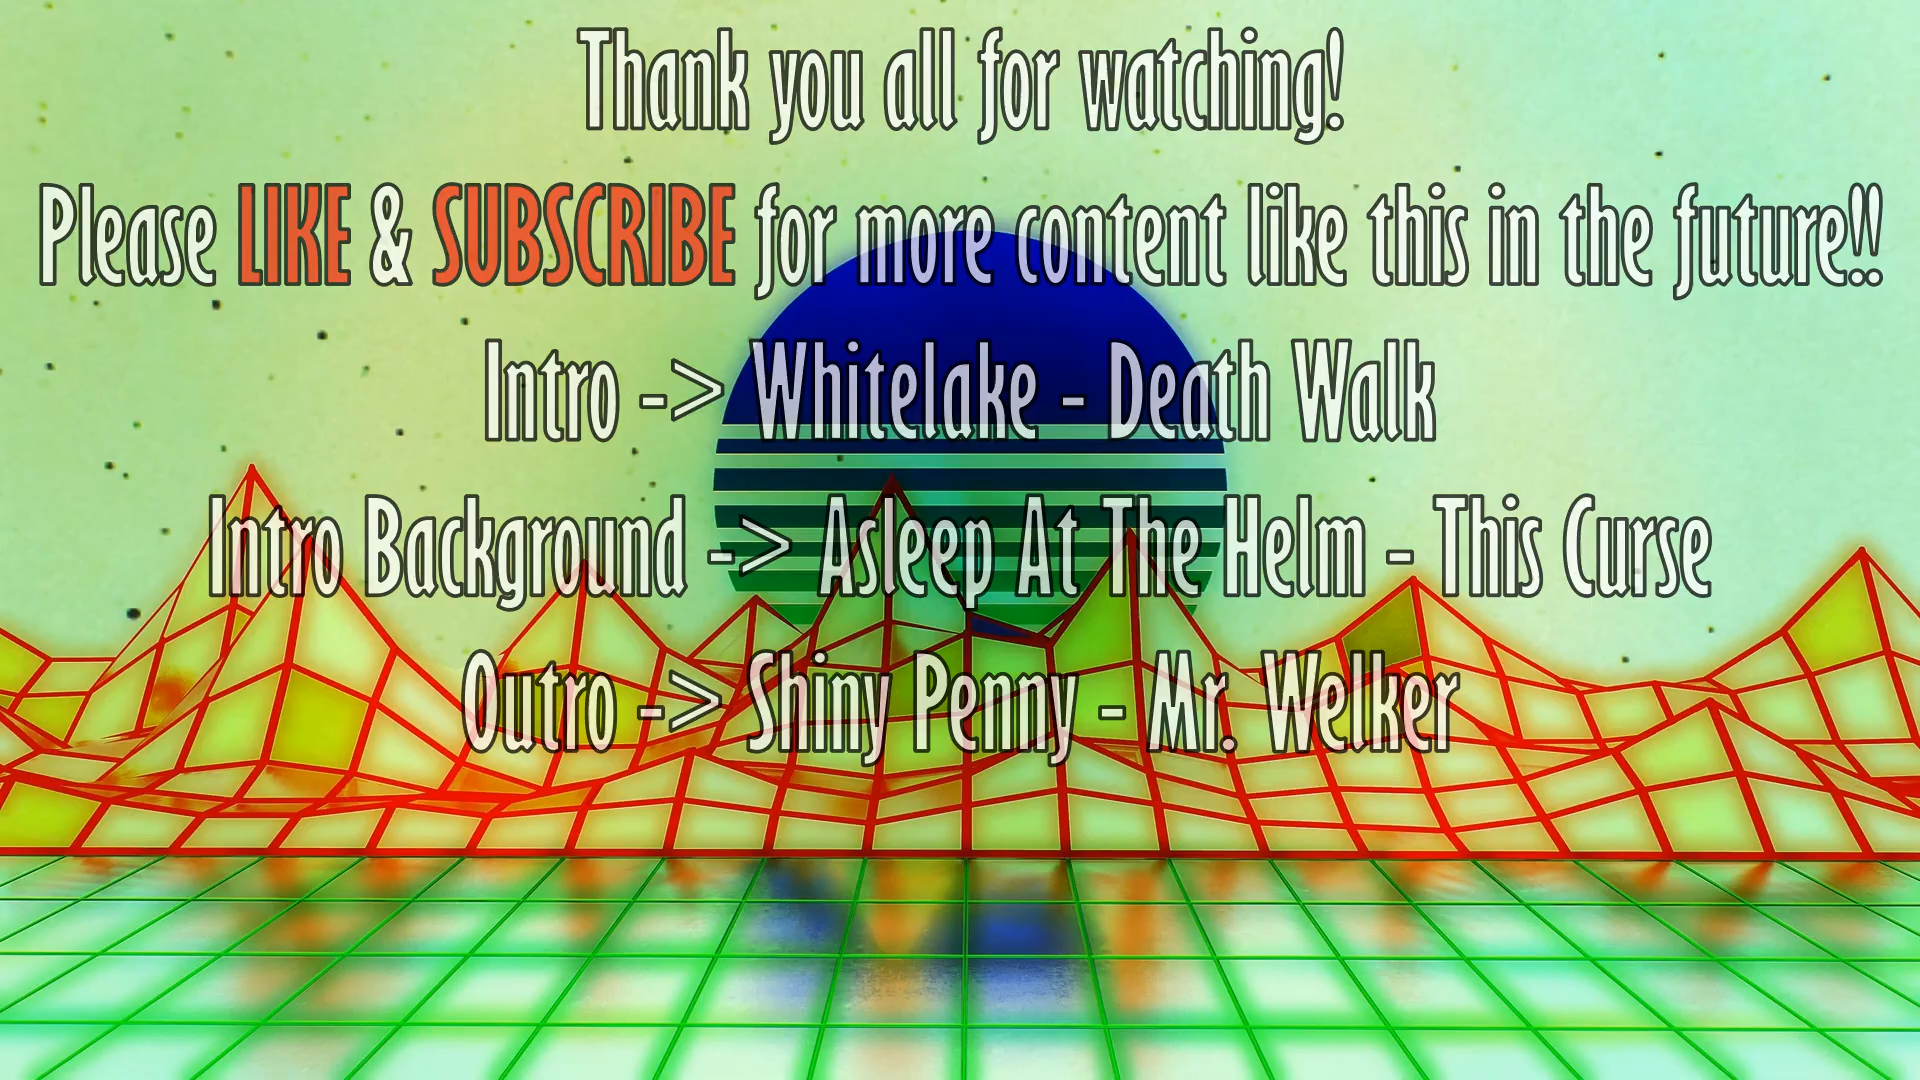 Thank you all for watching!
Please LIKE & SUBSCRIBE for more content like this in the future!!
Intro -> Whitelake - Death Walk
Intro Background -> Asleep At The Helm - This Curse
Outro -> Shiny Penny - Mr. Welker